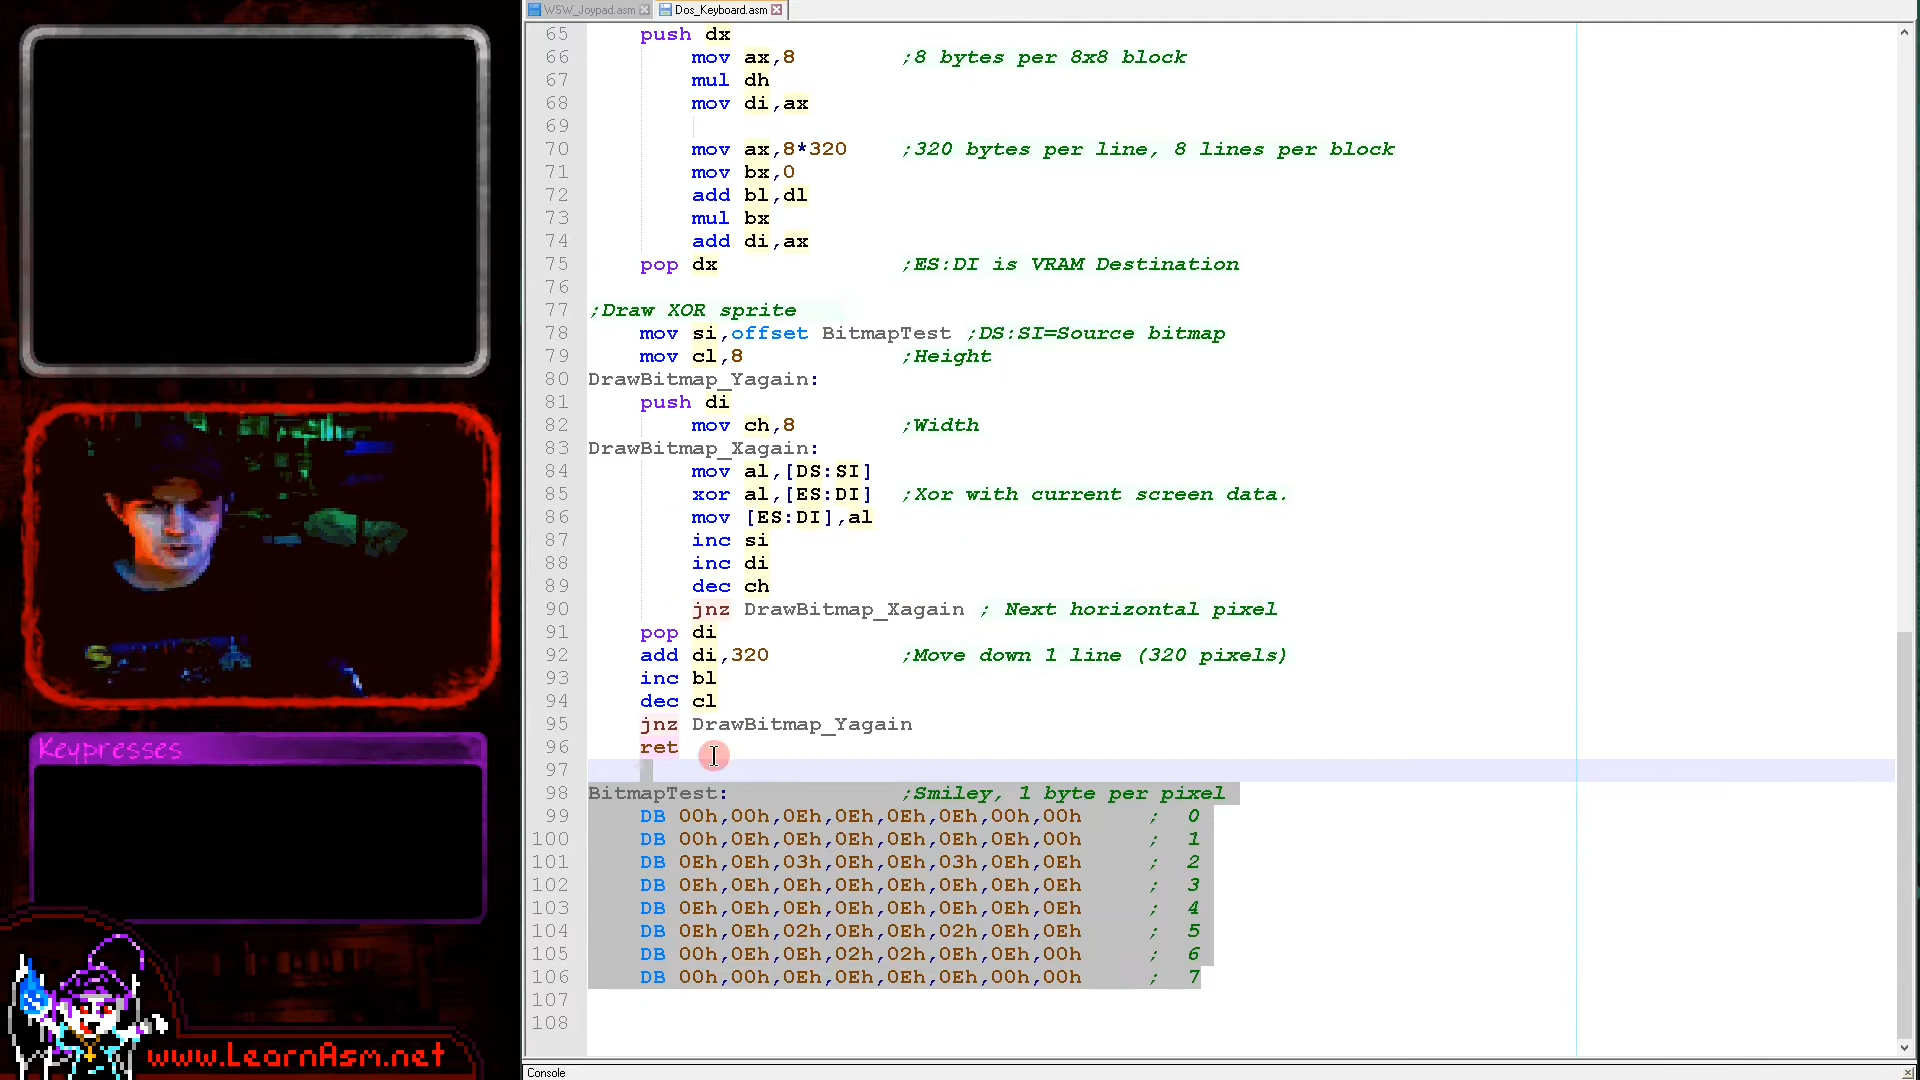 WSW_Joypad.asm Dos_Keyboard.asm
65 push dx
66 mov ax,8 ;8 bytes per 8x8 block
67 mul dh
68 mov di,ax
69
70 mov ax,8*320 ;320 bytes per line, 8 lines per block
71 mov bx,0
72 add bl,dl
73 mul bx
74 add di,ax
75 pop dx ;ES:DI is VRAM Destination
76
77 ;Draw XOR sprite
78 mov si,offset BitmapTest ;DS:SI=Source bitmap
79 mov cl,8 ;Height
80 DrawBitmap_Yagain:
81 push di
82 mov ch,8 ;Width
83 DrawBitmap_Xagain:
84 mov al,[DS:SI]
85 xor al,[ES:DI] ;Xor with current screen data.
86 mov [ES:DI],al
87 inc si
88 inc di
89 dec ch
90 jnz DrawBitmap_Xagain ; Next horizontal pixel
91 pop di
92 add di,320 ;Move down 1 line (320 pixels)
93 inc bl
94 dec cl
95 jnz DrawBitmap_Yagain
96 ret
97
98 BitmapTest: ;Smiley, 1 byte per pixel
99 DB 00h,00h,0Eh,0Eh,0Eh,0Eh,00h,00h ; 0
100 DB 00h,0Eh,0Eh,0Eh,0Eh,0Eh,0Eh,00h ; 1
101 DB 0Eh,0Eh,03h,0Eh,0Eh,03h,0Eh,0Eh ; 2
102 DB 0Eh,0Eh,0Eh,0Eh,0Eh,0Eh,0Eh,0Eh ; 3
103 DB 0Eh,0Eh,0Eh,0Eh,0Eh,0Eh,0Eh,0Eh ; 4
104 DB 0Eh,0Eh,02h,0Eh,0Eh,02h,0Eh,0Eh ; 5
105 DB 00h,0Eh,0Eh,02h,02h,0Eh,0Eh,00h ; 6
106 DB 00h,00h,0Eh,0Eh,0Eh,0Eh,00h,00h ; 7
107
108
Console
Keypresses
www.LearnAsm.net